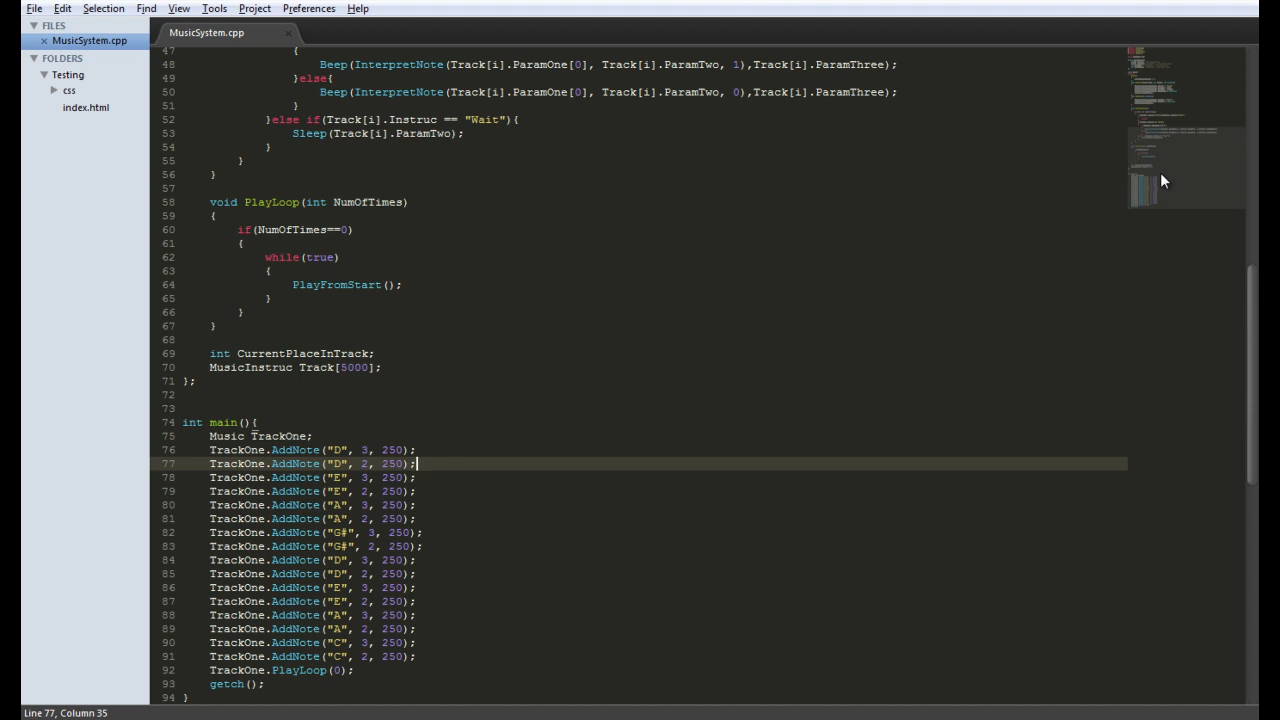 File Edit Selection Find View Tools Project Preferences Help
FILES
MusicSystem.cpp
FOLDERS
Testing
css
index.html
MusicSystem.cpp
47 {
48 Beep(InterpretNote(Track[i].ParamOne[0], Track[i].ParamTwo, 1),Track[i].ParamThree);
49 }else{
50 Beep(InterpretNote(Track[i].ParamOne[0], Track[i].ParamTwo, 0),Track[i].ParamThree);
51 }
52 }else if(Track[i].Instruc == "Wait"){
53 Sleep(Track[i].ParamTwo);
54 }
55 }
56 }
57
58 void PlayLoop(int NumOfTimes)
59 {
60 if(NumOfTimes==0)
61 {
62 while(true)
63 {
64 PlayFromStart();
65 }
66 }
67 }
68
69 int CurrentPlaceInTrack;
70 MusicInstruc Track[5000];
71 };
72
73
74 int main(){
75 Music TrackOne;
76 TrackOne.AddNote("D", 3, 250);
77 TrackOne.AddNote("D", 2, 250);
78 TrackOne.AddNote("E", 3, 250);
79 TrackOne.AddNote("E", 2, 250);
80 TrackOne.AddNote("A", 3, 250);
81 TrackOne.AddNote("A", 2, 250);
82 TrackOne.AddNote("G#", 3, 250);
83 TrackOne.AddNote("G#", 2, 250);
84 TrackOne.AddNote("D", 3, 250);
85 TrackOne.AddNote("D", 2, 250);
86 TrackOne.AddNote("E", 3, 250);
87 TrackOne.AddNote("E", 2, 250);
88 TrackOne.AddNote("A", 3, 250);
89 TrackOne.AddNote("A", 2, 250);
90 TrackOne.AddNote("C", 3, 250);
91 TrackOne.AddNote("C", 2, 250);
92 TrackOne.PlayLoop(0);
93 getch();
94 }
Line 77, Column 35